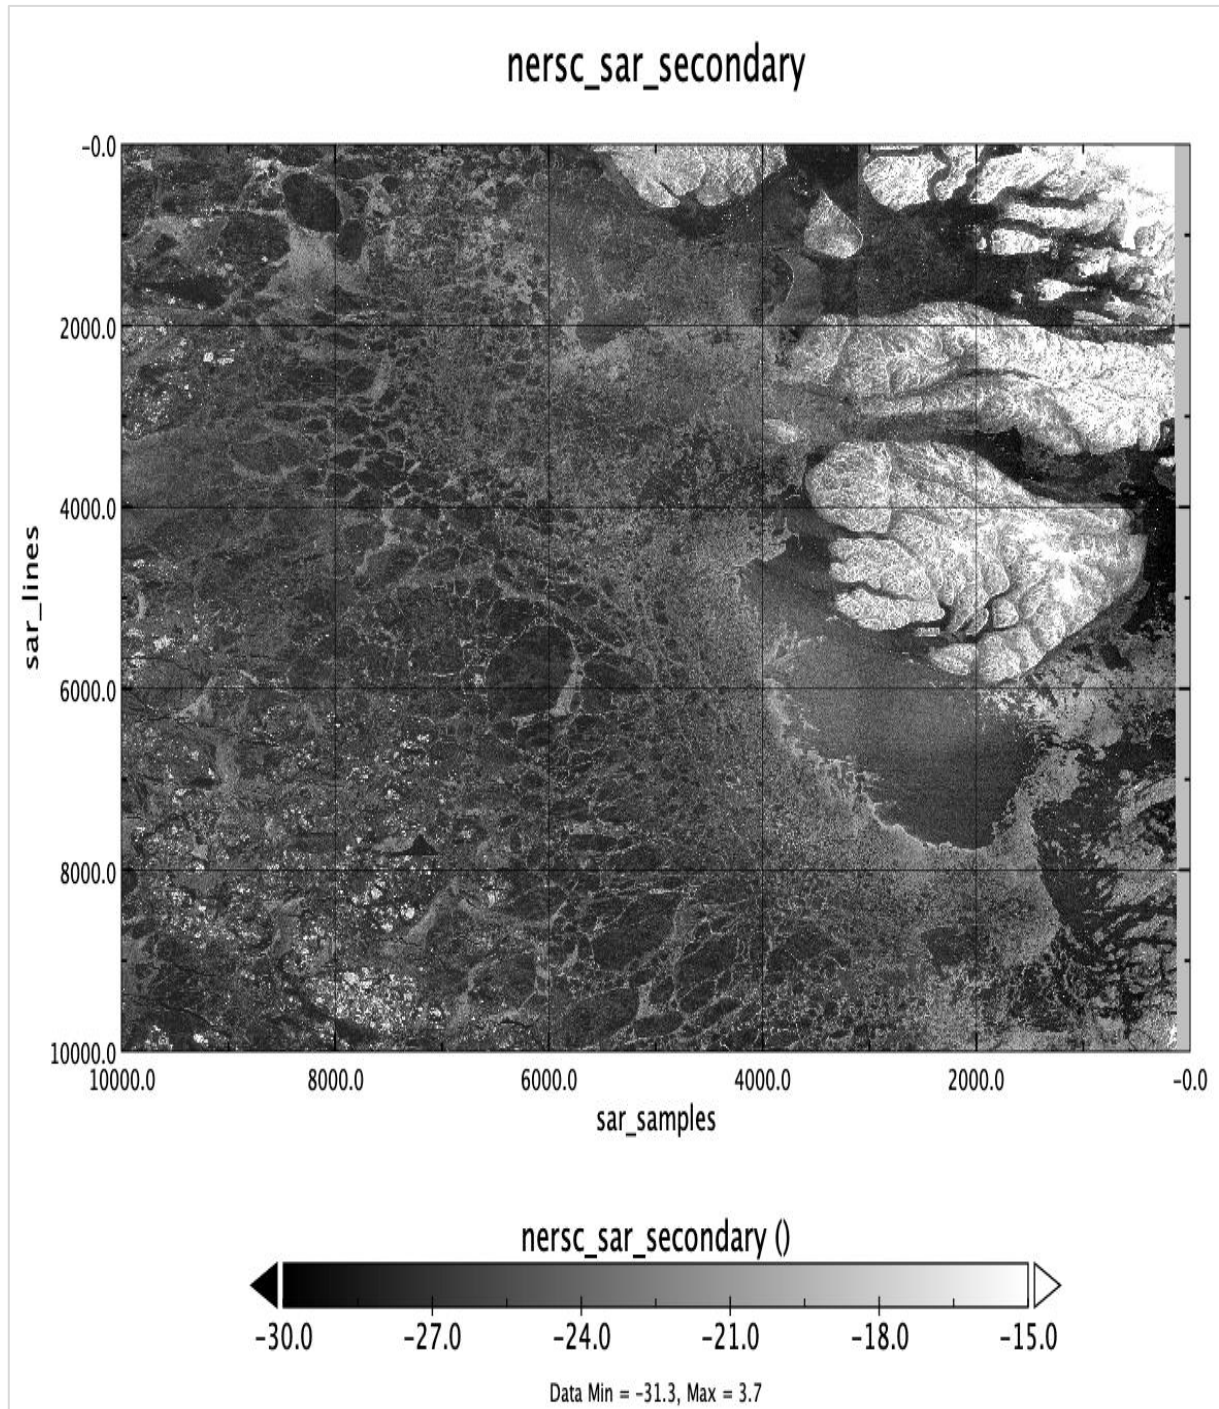 nersc_sar_secondary
-0.0
2000.0
4000.0
6000.0
8000.0
10000.0
sar_lines
10000.0 8000.0 6000.0 4000.0 2000.0 -0.0
sar_samples
nersc_sar_secondary ()
-30.0 -27.0 -24.0 -21.0 -18.0 -15.0
Data Min = -31.3, Max = 3.7